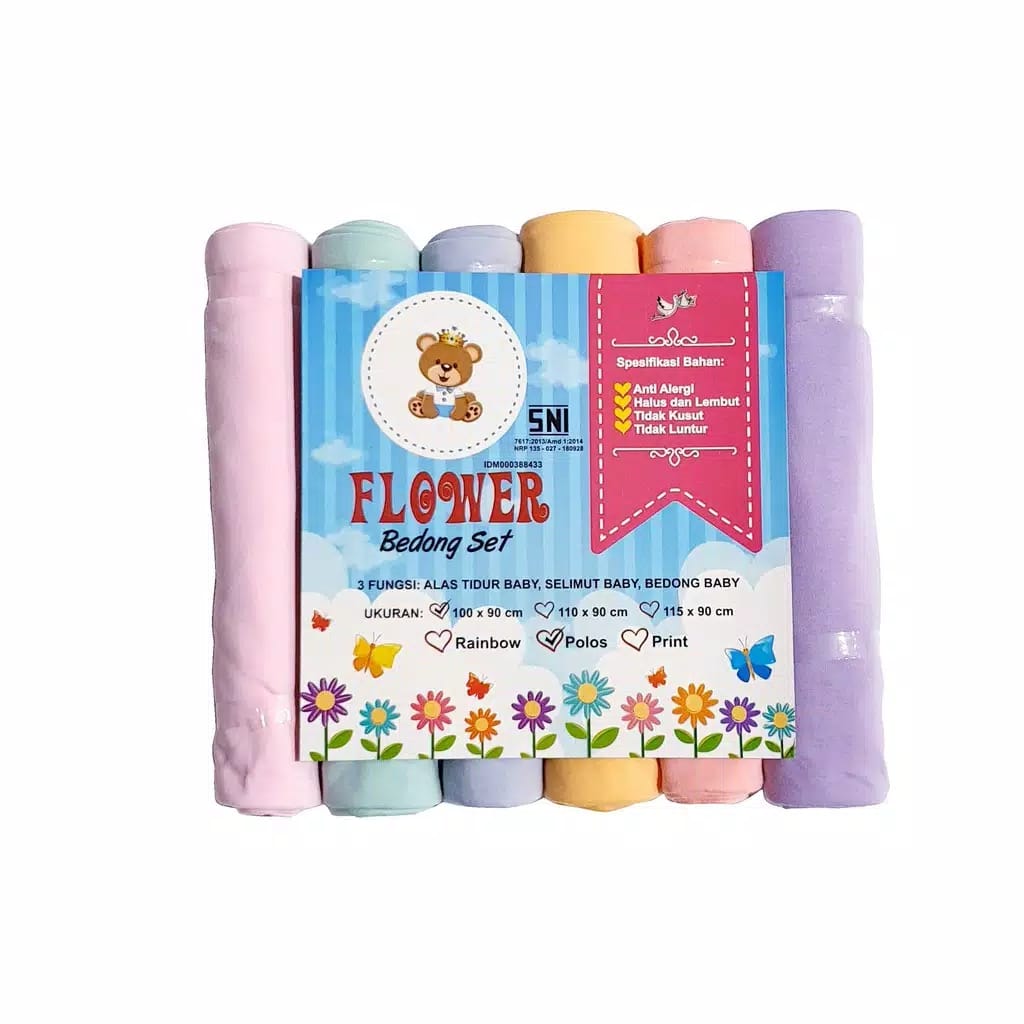 SNI
7617:2013/Amd 1:2014
NRP 135 - 027 - 180928
IDM000388433
FLOWER
Bedong Set
Spesifikasi Bahan:
Anti Alergi
Halus dan Lembut
Tidak Kusut
Tidak Luntur
3 FUNGSI: ALAS TIDUR BABY, SELIMUT BABY, BEDONG BABY
UKURAN: 100 x 90 cm 110 x 90 cm 115 x 90 cm
Rainbow Polos Print